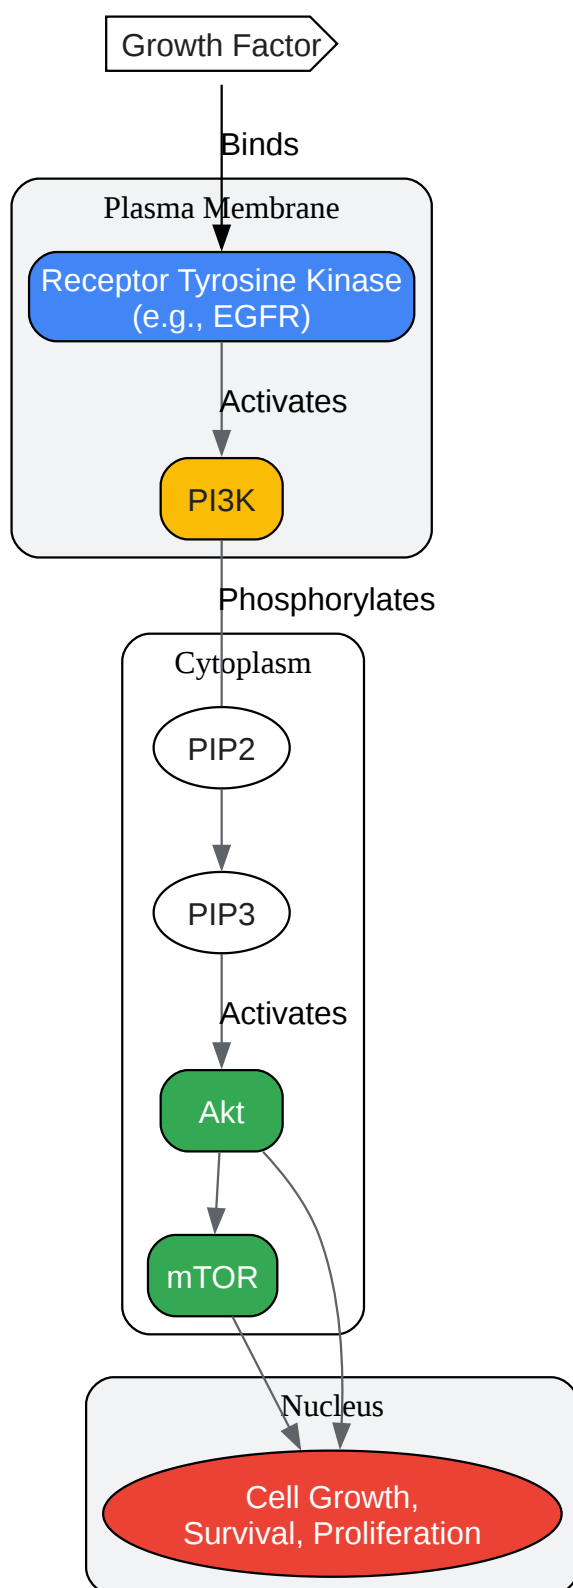 Growth Factor
Binds
Plasma Membrane
Receptor Tyrosine Kinase
(e.g., EGFR)
Activates
PI3K
Phosphorylates
Cytoplasm
PIP2
PIP3
Activates
Akt
mTOR
Nucleus
Cell Growth,
Survival, Proliferation